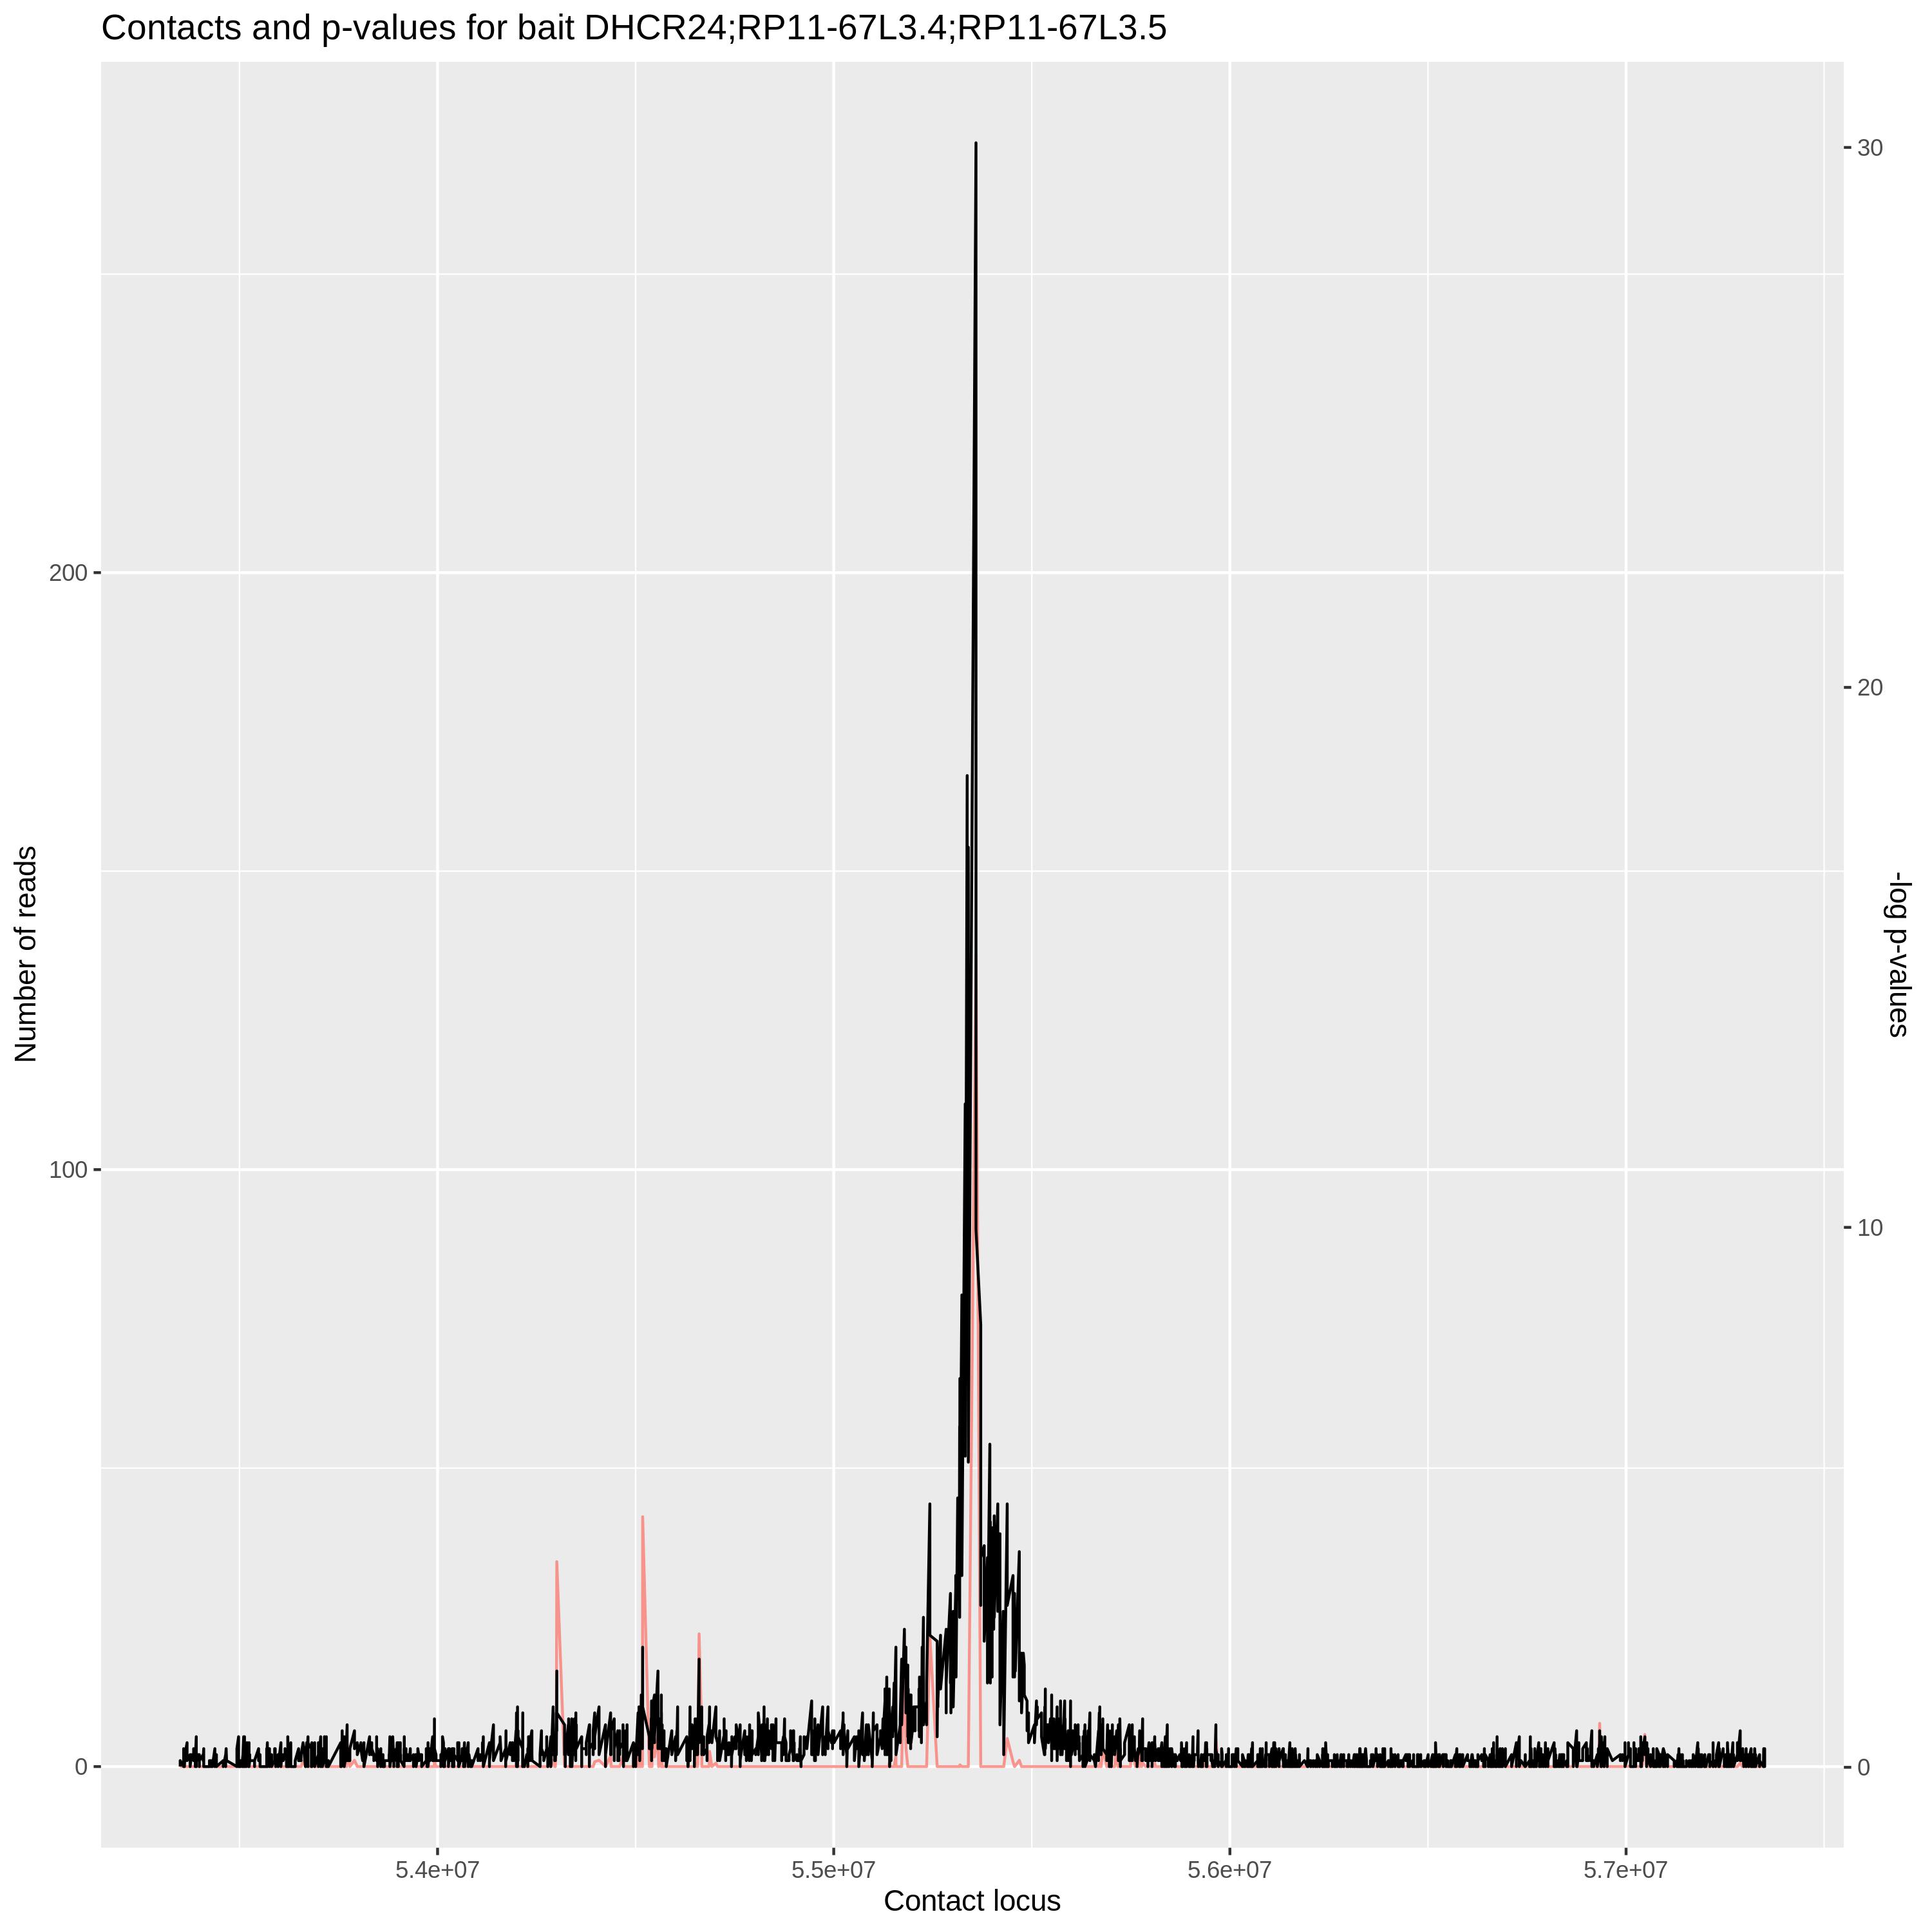 Contacts and p-values for bait DHCR24;RP11-67L3.4;RP11-67L3.5
Number of reads
200
100
0
30
20
10
0
-log p-values
5.4e+07
5.5e+07
5.6e+07
5.7e+07
Contact locus